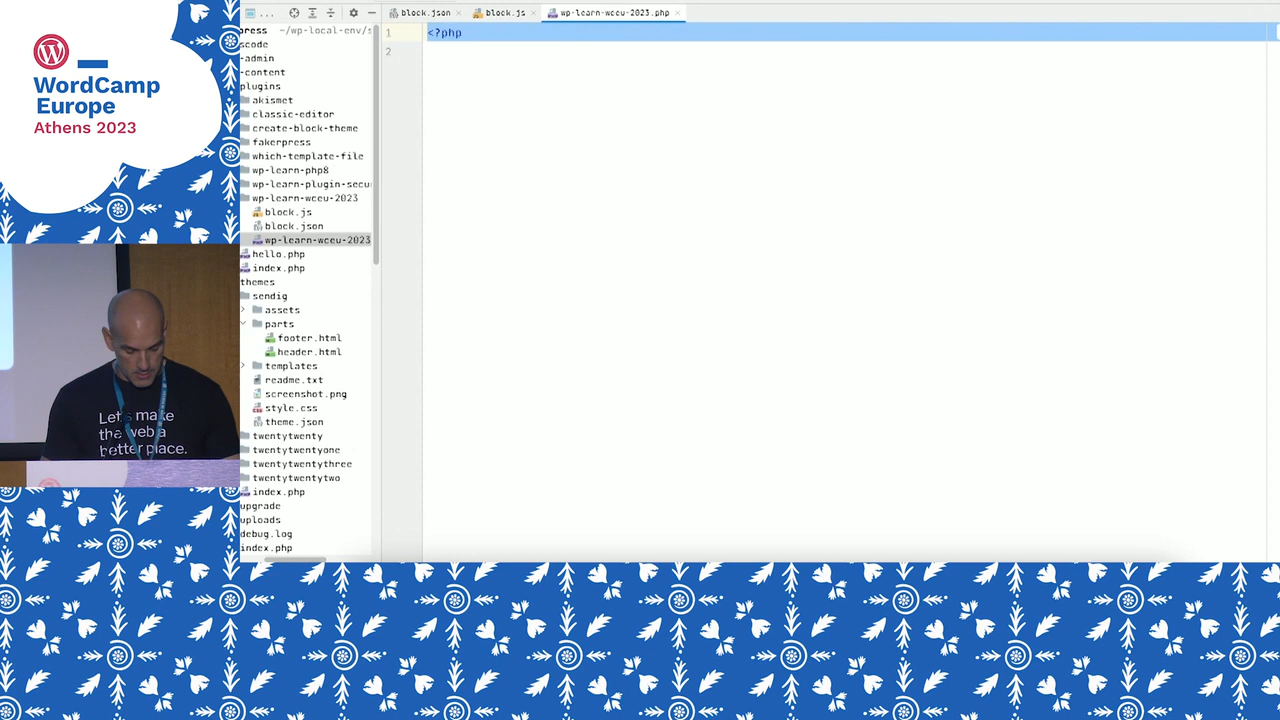 WordCamp
Europe
Athens 2023
Let's make
the web a
better place.
...
block.json
block.js
wp-learn-wceu-2023.php
press ~/wp-local-env/s
scode
-admin
-content
plugins
akismet
classic-editor
create-block-theme
fakerpress
which-template-file
wp-learn-php8
wp-learn-plugin-secu
wp-learn-wceu-2023
block.js
block.json
wp-learn-wceu-2023
hello.php
index.php
themes
sendig
assets
parts
footer.html
header.html
templates
readme.txt
screenshot.png
style.css
theme.json
twentytwenty
twentytwentyone
twentytwentythree
twentytwentytwo
index.php
upgrade
uploads
debug.log
index.php
1 <?php
2